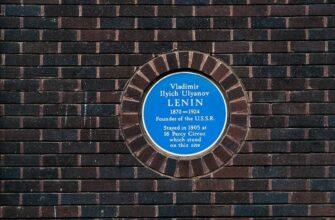 Vladimir
Ilyich Ulyanov
LENIN
1870–1924
Founder of the U.S.S.R.
Stayed in 1905 at
16 Percy Circus
which stood
on this site